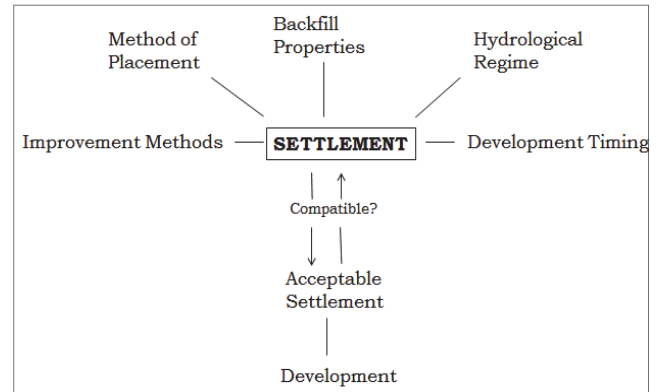 Method of
Placement
Backfill
Properties
Hydrological
Regime
Improvement Methods
SETTLEMENT
Development Timing
Compatible?
Acceptable
Settlement
Development